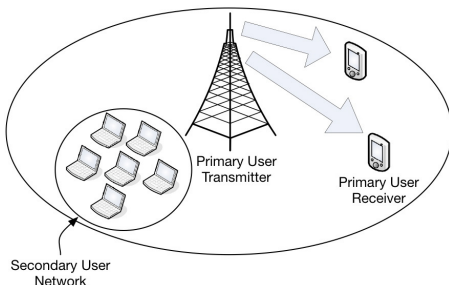 Primary User
Transmitter
Primary User
Receiver
Secondary User
Network